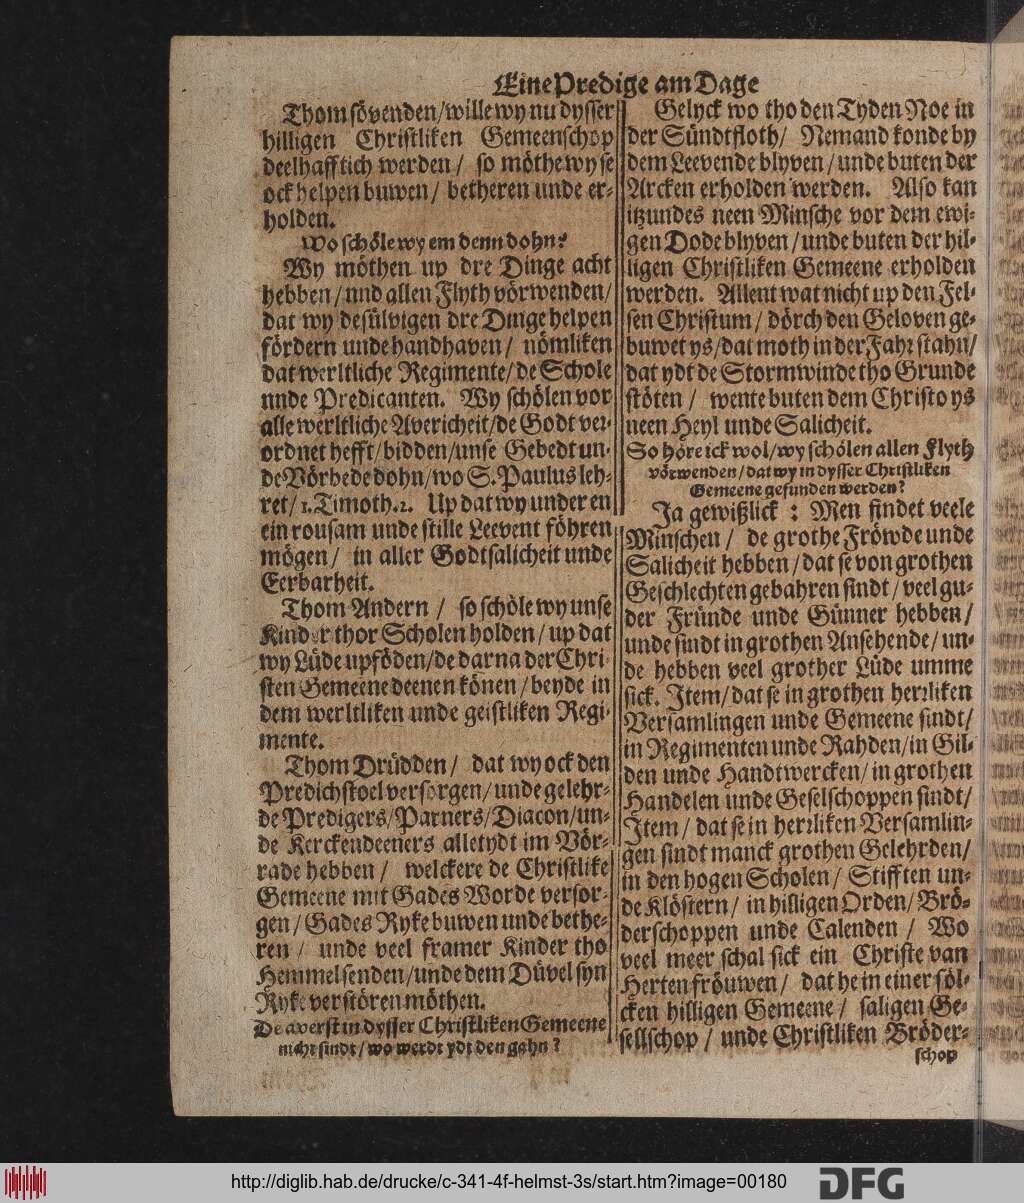 Eine Predige am Dage
Thom sövenden / wille wy nu dysser
hilligen Christliken Gemeenschop
deelhafftich werden / so möthe wy se
ock helpen buwen / betheren unde er-
holden.
Wo schöle wy em denn dohn?
Wy möthen up dre Dinge acht
hebben / und allen Flyth vörwenden /
dat wy desülvigen dre Dinge helpen
fördern unde handhaven / nömliken
dat werltliche Regimente / de Schole
unde Predicanten. Wy schölen vor
alle werltliche Avericheit / de Godt ver-
ordnet hefft / bidden / unse Gebedt un-
de Vörbede dohn / wo S. Paulus leh-
ret / 1. Timoth. 2. Up dat wy under en
ein rousam unde stille Leevent föhren
mögen / in aller Godtsalicheit unde
Eerbarheit.
Thom Andern / so schöle wy unse
Kinder thor Scholen holden / up dat
wy Lüde upföden / de darna der Chri-
sten Gemeene deenen könen / beyde in
dem werltliken unde geistliken Regi-
mente.
Thom Drüdden / dat wy ock den
Predichstoel versorgen / unde gelehr-
de Predigers / Parners / Diacon / un-
de Kerckendeeners alletydt im Vör-
rade hebben / welckere de Christlike
Gemeene mit Gades Worde versor-
gen / Gades Ryke buwen unde bethe-
ren / unde veel framer Kinder tho
Hemmel senden / unde dem Düvel syn
Ryke verstören möthen.
De averst in dysser Christliken Gemeene
nicht sindt / wo werdt ydt den gahn?
Gelyck wo tho den Tyden Noe in
der Sündtfloth / Nemand konde by
dem Leevende blyven / unde buten der
Arcken erholden werden. Also kan
itzundes neen Minsche vor dem ewi-
gen Dode blyven / unde buten der hil-
ligen Christliken Gemeene erholden
werden. Allent wat nicht up den Fel-
sen Christum / dörch den Geloven ge-
buwet ys / dat moth in der Fahr stahn /
dat ydt de Stormwinde tho Grunde
stöten / wente buten dem Christo ys
neen Heyl unde Salicheit.
So höre ick wol / wy schölen allen Flyth
vörwenden / dat wy in dysser Christliken
Gemeene gefunden werden?
Ja gewißlick : Men findet veele
Minschen / de grothe Fröwde unde
Salicheit hebben / dat se von grothen
Geschlechten gebahren sindt / veel gu-
der Fründe unde Günner hebben /
unde sindt in grothen Ansehende / un-
de hebben veel grother Lüde umme
sick. Item / dat se in grothen herrliken
Versamlingen unde Gemeene sindt /
in Regimenten unde Rahden / in Gil-
den unde Handtwercken / in grothen
Handelen unde Geselschoppen sindt /
Item / dat se in herrliken Versamlin-
gen sindt manck grothen Gelehrden /
in den hogen Scholen / Stifften un-
de Klöstern / in hilligen Orden / Brö-
derschoppen unde Calenden / Wo
veel meer schal sick ein Christe van
Herten fröuwen / dat he in einer söl-
cken hilligen Gemeene / saligen Ge-
sellschop / unde Christliken Bröder-
schop
http://diglib.hab.de/drucke/c-341-4f-helmst-3s/start.htm?image=00180
DFG